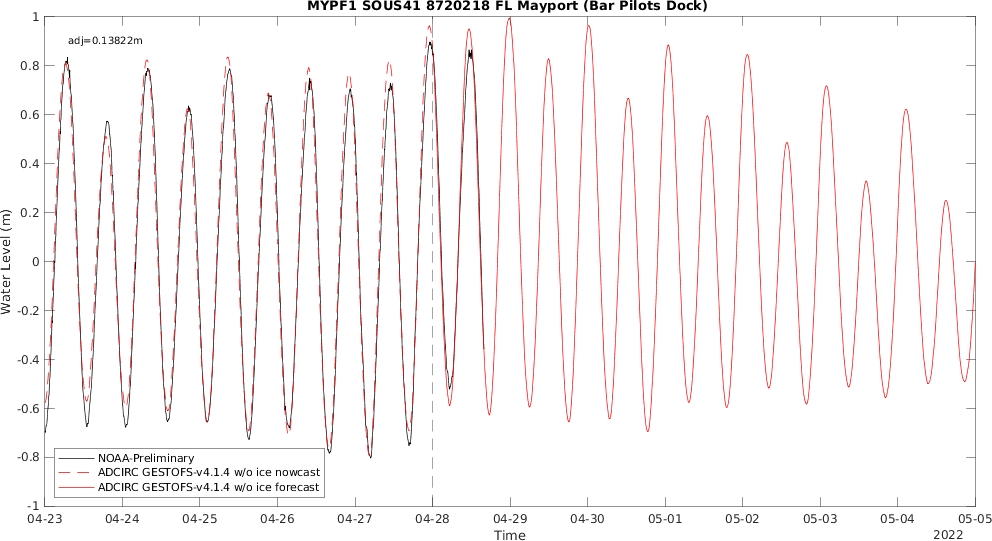 MYPF1 SOUS41 8720218 FL Mayport (Bar Pilots Dock)
adj=0.13822m
Water Level (m)
1
0.8
0.6
0.4
0.2
0
-0.2
-0.4
-0.6
-0.8
-1
NOAA-Preliminary
ADCIRC GESTOFS-v4.1.4 w/o ice nowcast
ADCIRC GESTOFS-v4.1.4 w/o ice forecast
04-23 04-24 04-25 04-26 04-27 04-28 04-29 04-30 05-01 05-02 05-03 05-04 05-05
Time
2022